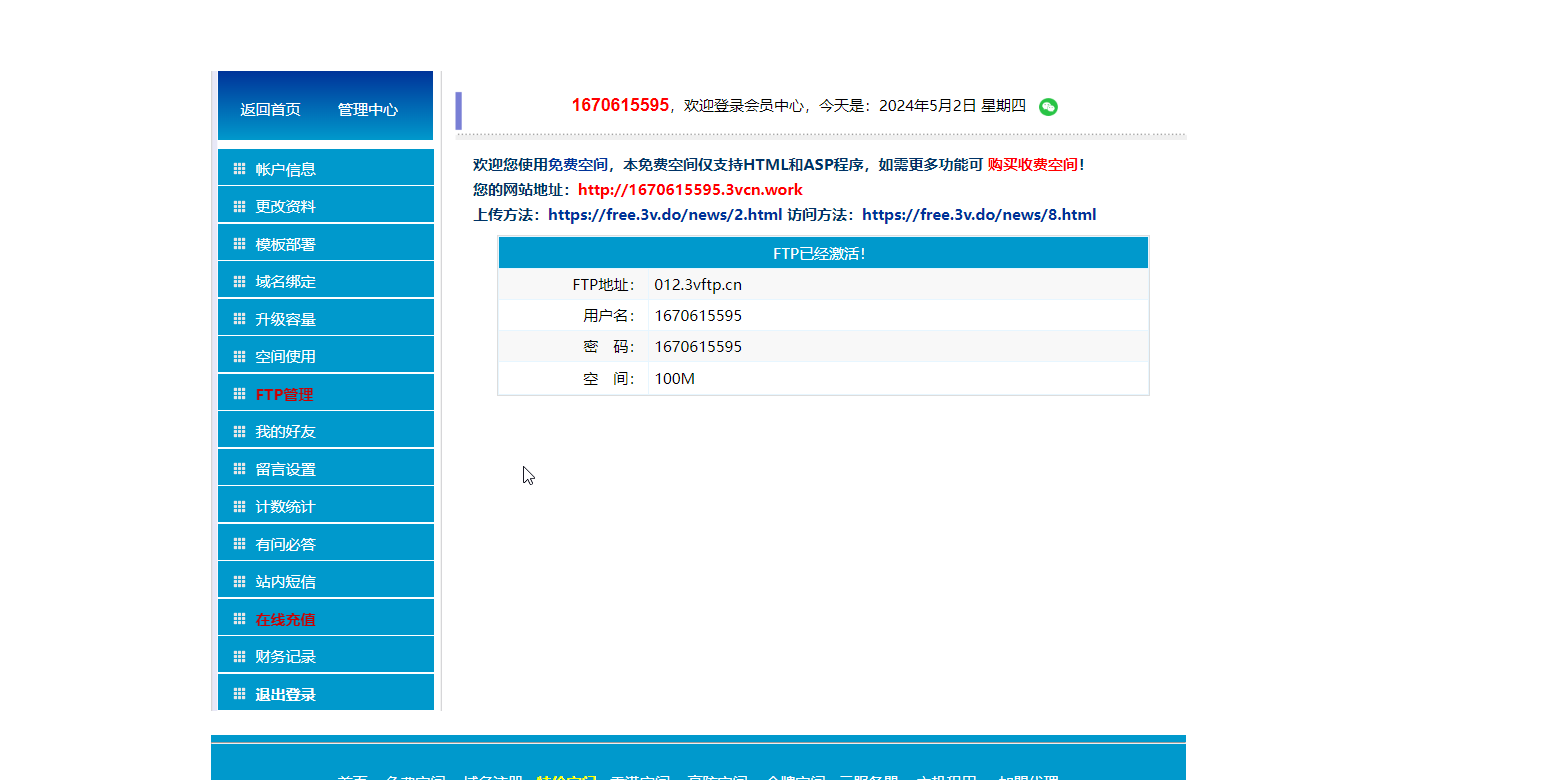 返回首页 管理中心
帐户信息
更改资料
模板部署
域名绑定
升级容量
空间使用
FTP管理
我的好友
留言设置
计数统计
有问必答
站内短信
在线充值
财务记录
退出登录
1670615595，欢迎登录会员中心，今天是：2024年5月2日 星期四
欢迎您使用免费空间，本免费空间仅支持HTML和ASP程序，如需更多功能可 购买收费空间！
您的网站地址：http://1670615595.3vcn.work
上传方法：https://free.3v.do/news/2.html 访问方法：https://free.3v.do/news/8.html
FTP已经激活！
FTP地址： 012.3vftp.cn
用户名： 1670615595
密 码： 1670615595
空 间： 100M